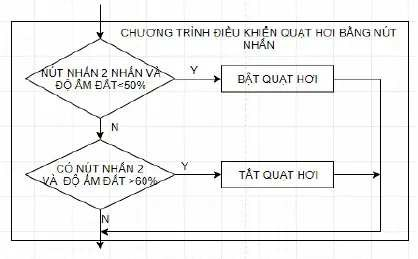 CHƯƠNG TRÌNH ĐIỀU KHIỂN QUẠT HƠI BẰNG NÚT
NHẤN
NÚT NHẤN 2 NHẤN VÀ
ĐỘ ẨM ĐẤT<50%
Y
BẬT QUẠT HƠI
N
CÓ NÚT NHẤN 2
VÀ ĐỘ ẨM ĐẤT >60%
Y
TẮT QUẠT HƠI
N